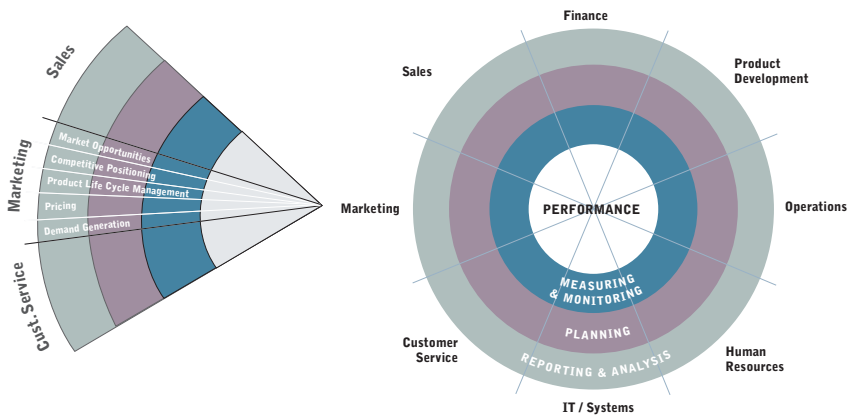 Sales
Marketing
Cust. Service
Market Opportunities
Competitive Positioning
Product Life Cycle Management
Pricing
Demand Generation
Finance
Product
Development
Operations
Human
Resources
IT / Systems
Customer
Service
Marketing
Sales
PERFORMANCE
MEASURING
& MONITORING
PLANNING
REPORTING & ANALYSIS